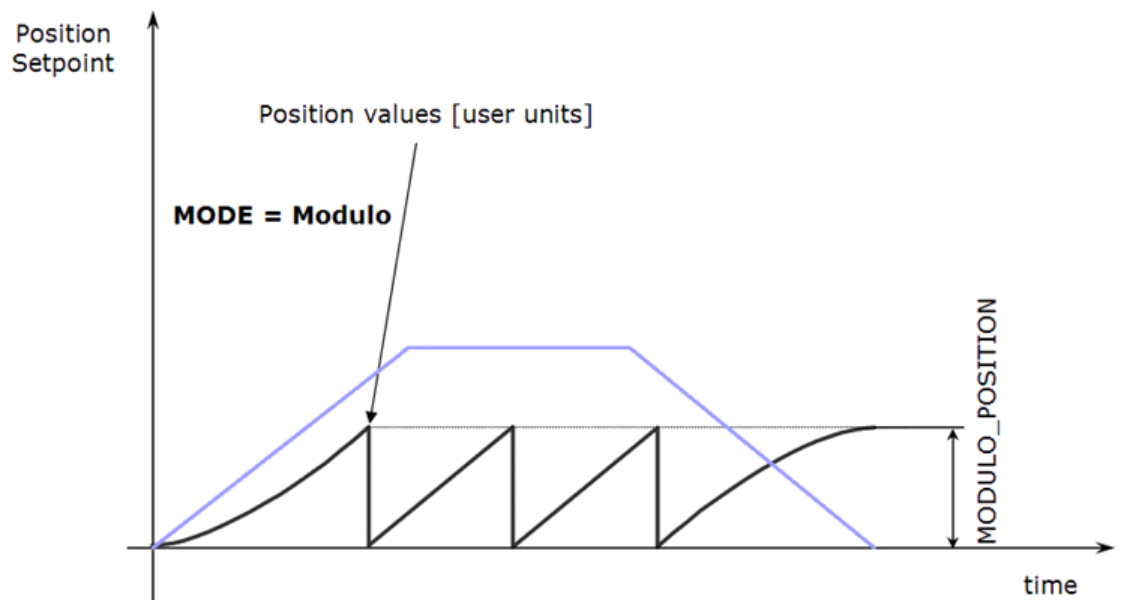 Position
Setpoint
Position values [user units]
MODE = Modulo
MODULO_POSITION
time